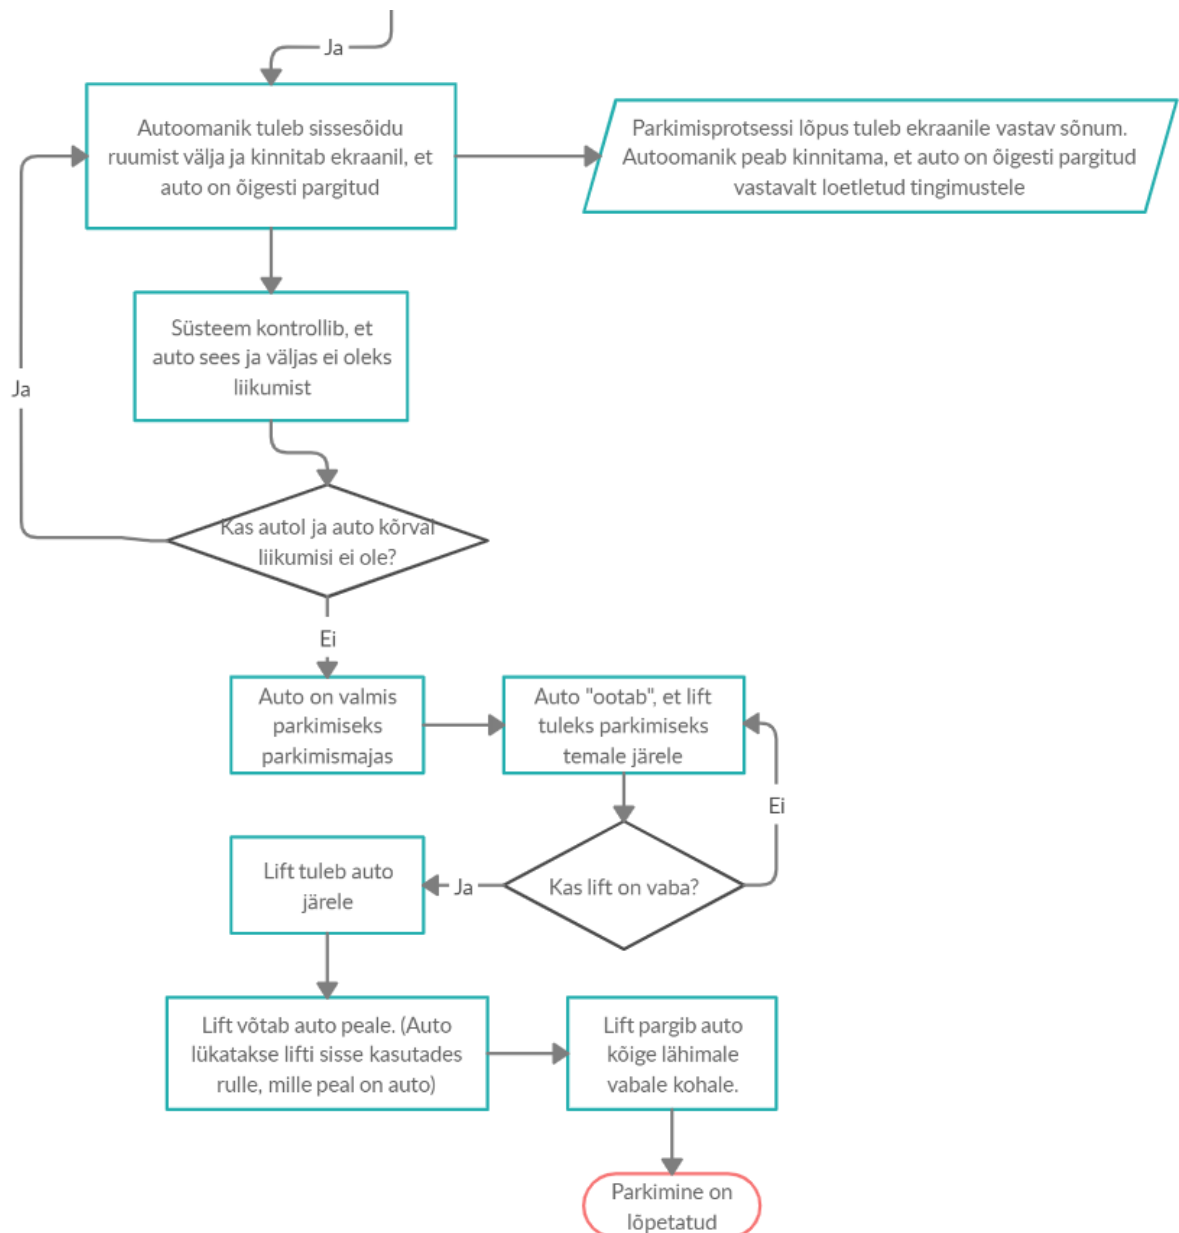 Ja
Autoomanik tuleb sissesõidu
ruumist välja ja kinnitab ekraanil, et
auto on õigesti pargitud
Parkimisprotsessi lõpus tuleb ekraanile vastav sõnum.
Autoomanik peab kinnitama, et auto on õigesti pargitud
vastavalt loetletud tingimustele
Süsteem kontrollib, et
auto sees ja väljas ei oleks
liikumist
Ja
Kas autol ja auto kõrval
liikumisi ei ole?
Ei
Auto on valmis
parkimiseks
parkimismajas
Auto "ootab", et lift
tuleks parkimiseks
temale järele
Ei
Kas lift on vaba?
Ja
Lift tuleb auto
järele
Lift võtab auto peale. (Auto
lükatakse lifti sisse kasutades
rulle, mille peal on auto)
Lift pargib auto
kõige lähimale
vabale kohale.
Parkimine on
lõpetatud